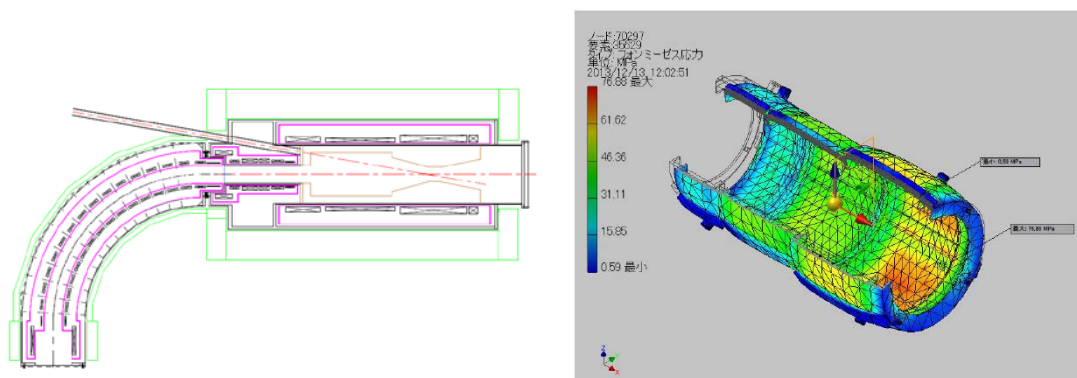 ノード:70297
要素:35629
タイプ:フォンミーゼス応力
単位: MPa
2013/12/13, 12:02:51
76.88 最大
61.62
46.36
31.11
15.85
0.59 最小
最小: 0.59 MPa
最大: 76.88 MPa
Z
Y
X